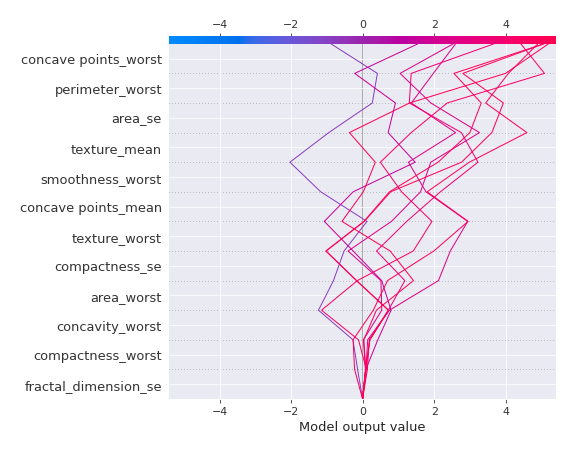 −4 −2 0 2 4
concave points_worst
perimeter_worst
area_se
texture_mean
smoothness_worst
concave points_mean
texture_worst
compactness_se
area_worst
concavity_worst
compactness_worst
fractal_dimension_se
−4 −2 0 2 4
Model output value